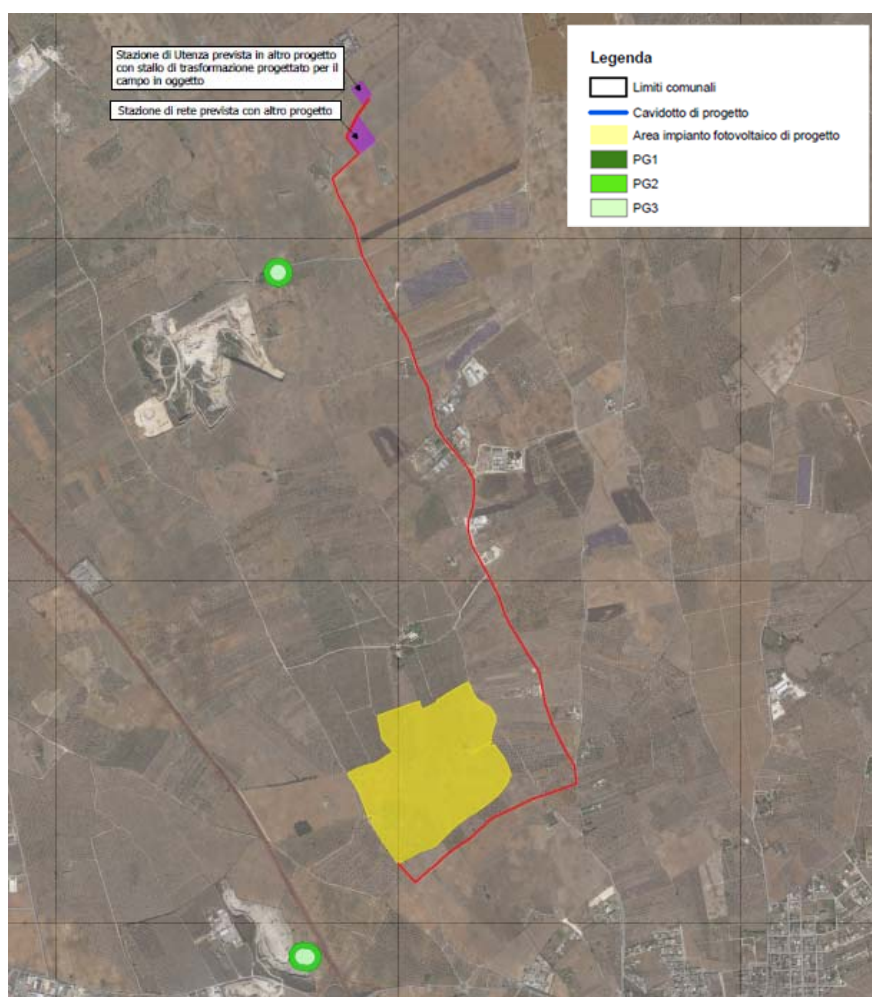 Stazione di Utenza prevista in altro progetto
con stallo di trasformazione progettato per il
campo in oggetto
Stazione di rete prevista con altro progetto
Legenda
Limiti comunali
Cavidotto di progetto
Area impianto fotovoltaico di progetto
PG1
PG2
PG3